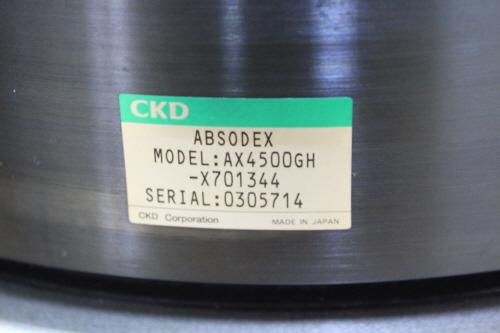 CKD
ABSODEX
MODEL:AX4500GH
-X701344
SERIAL:0305714
CKD Corporation MADE IN JAPAN